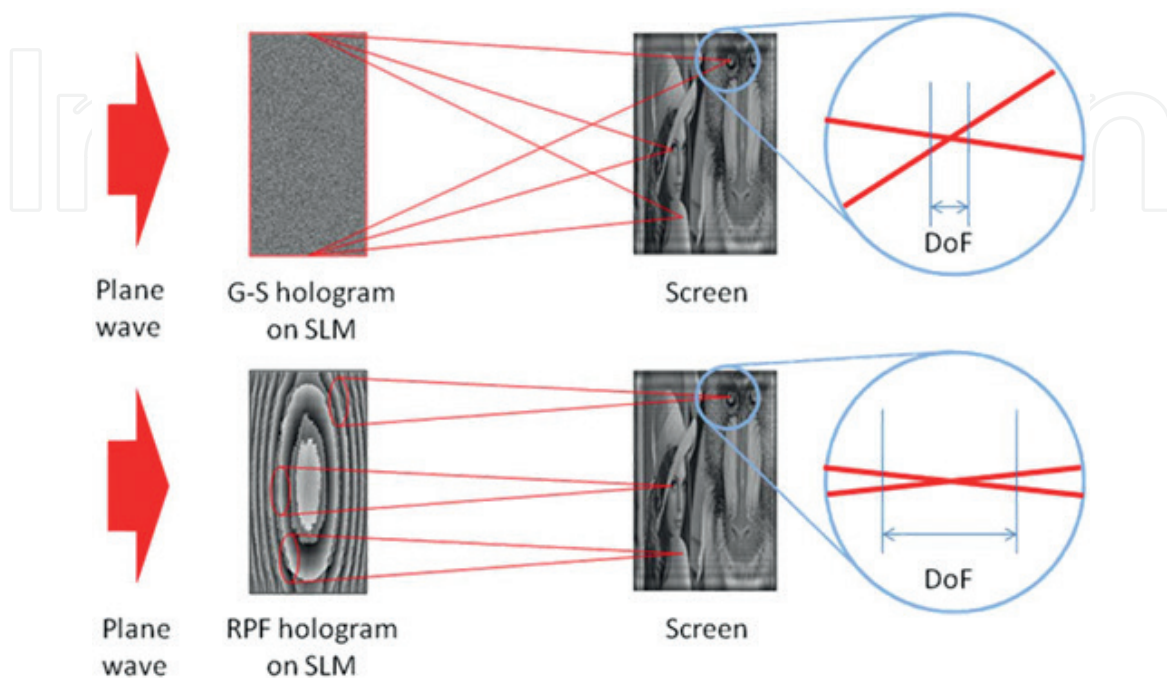 Plane
wave
G-S hologram
on SLM
Screen
DoF
Plane
wave
RPF hologram
on SLM
Screen
DoF